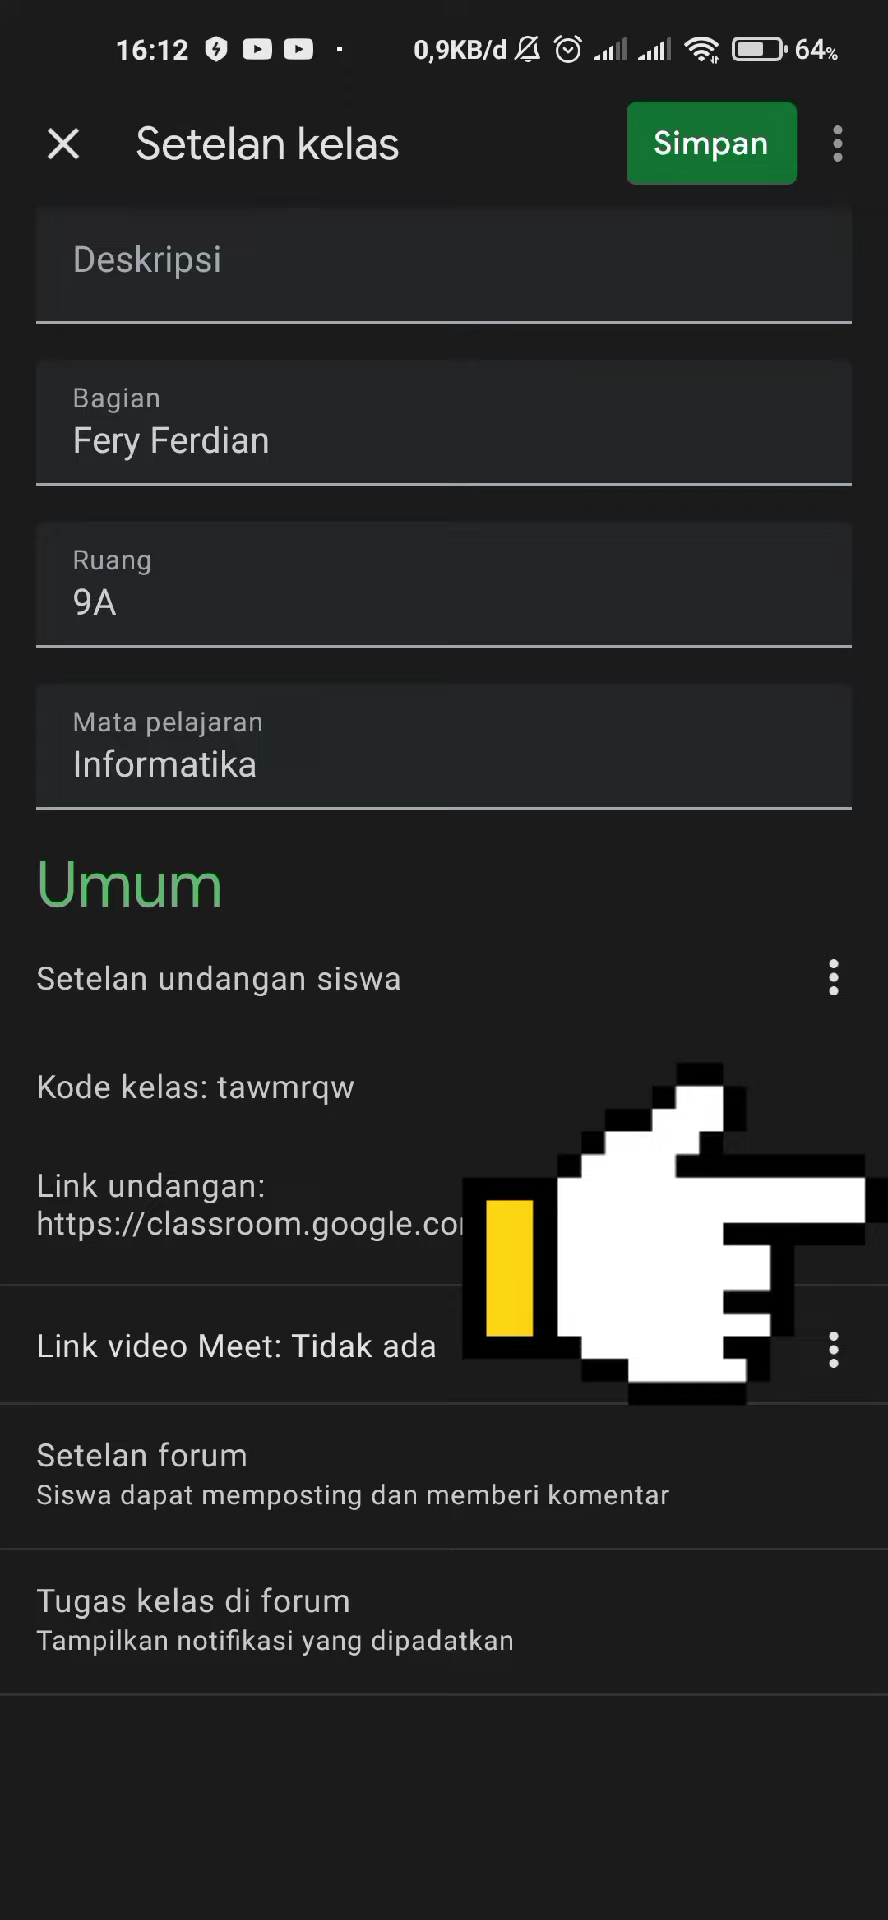 16:12 0,9KB/d 64%
Setelan kelas Simpan
Deskripsi
Bagian
Fery Ferdian
Ruang
9A
Mata pelajaran
Informatika
Umum
Setelan undangan siswa
Kode kelas: tawmrqw
Link undangan:
https://classroom.google.co
Link video Meet: Tidak ada
Setelan forum
Siswa dapat memposting dan memberi komentar
Tugas kelas di forum
Tampilkan notifikasi yang dipadatkan